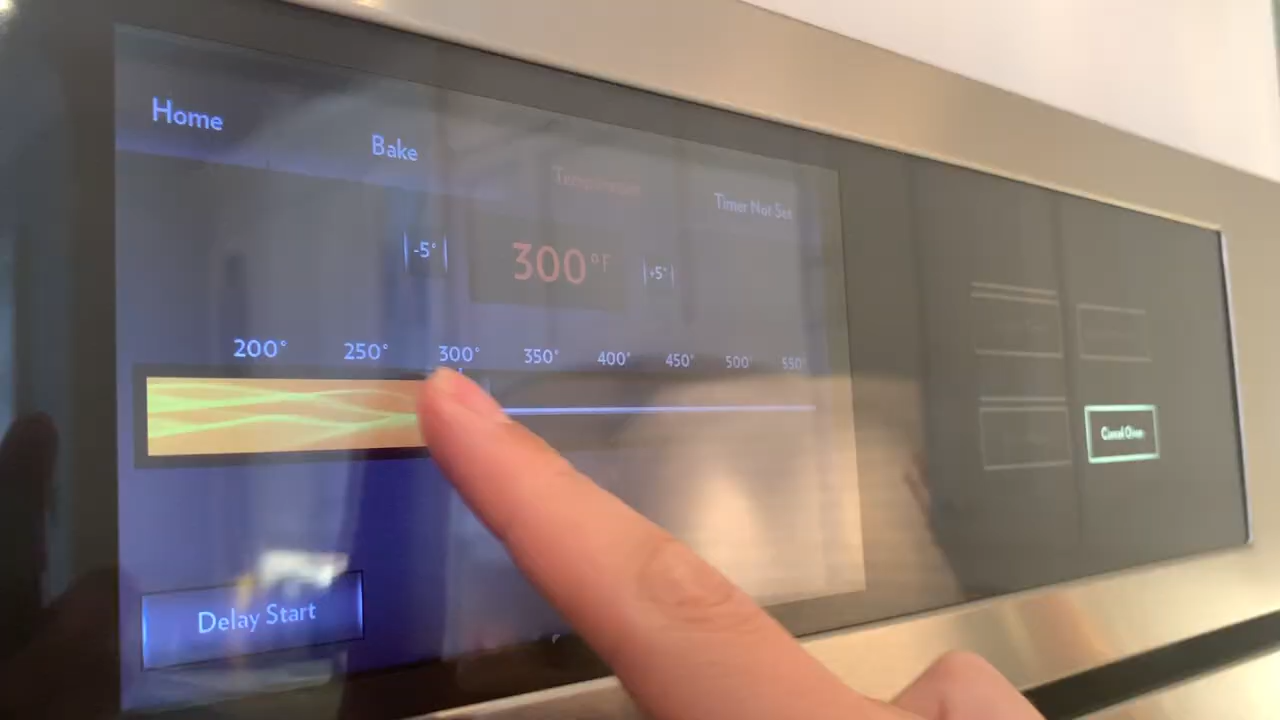 Home
Bake
Temperature
Timer Not Set
-5°
300°F
+5°
200° 250° 300° 350° 400° 450° 500° 550°
Cancel Oven
Delay Start